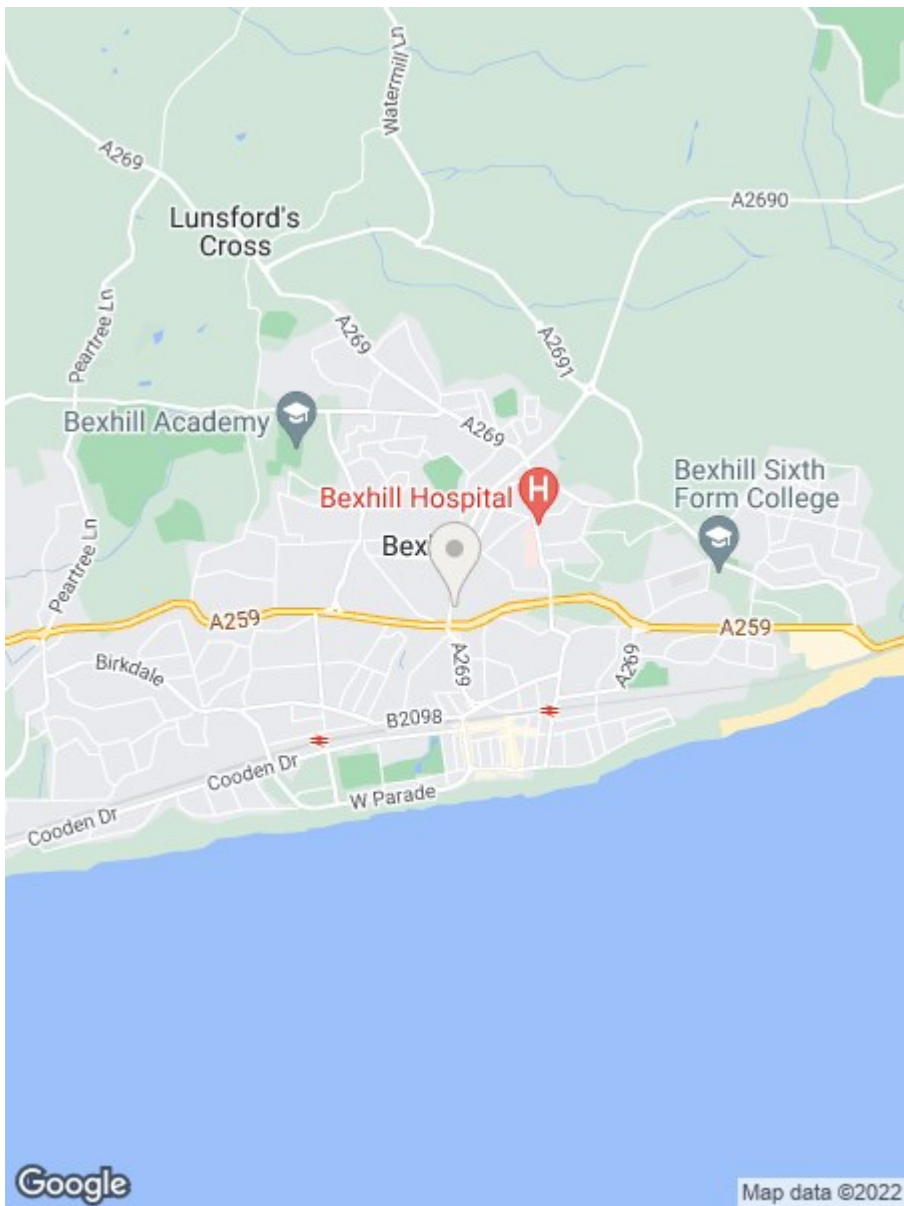 Watermill Ln
A269
A2690
Lunsford's
Cross
Peartree Ln
A269
A2691
Bexhill Academy
A269
Bexhill Sixth
Form College
Bexhill Hospital
H
Bex
Peartree Ln
A259
A259
A269
A269
Birkdale
B2098
Cooden Dr
W Parade
Cooden Dr
Google
Map data ©2022